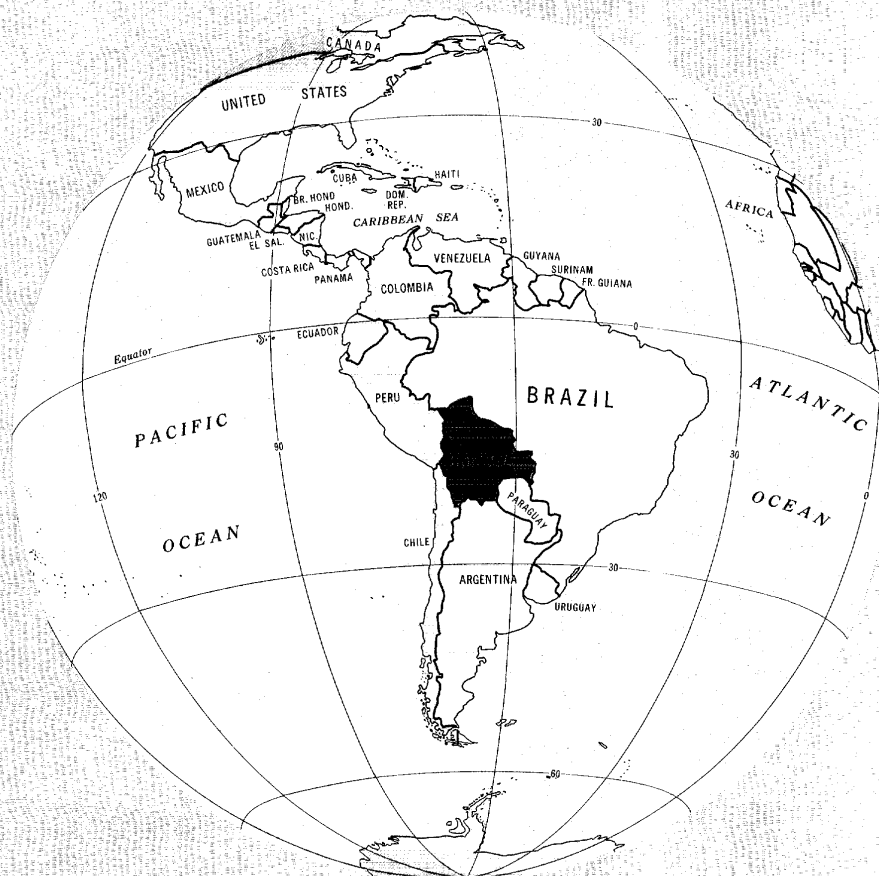 CANADA
UNITED STATES
30
MEXICO
CUBA
HAITI
DOM.
REP.
BR. HOND
HOND.
AFRICA
CARIBBEAN SEA
GUATEMALA
EL SAL.
NIC.
COSTA RICA
PANAMA
VENEZUELA
GUYANA
SURINAM
FR. GUIANA
COLOMBIA
ECUADOR
0
Equator
PERU
BRAZIL
ATLANTIC
PACIFIC
90
30
120
0
OCEAN
PARAGUAY
OCEAN
CHILE
30
ARGENTINA
URUGUAY
60